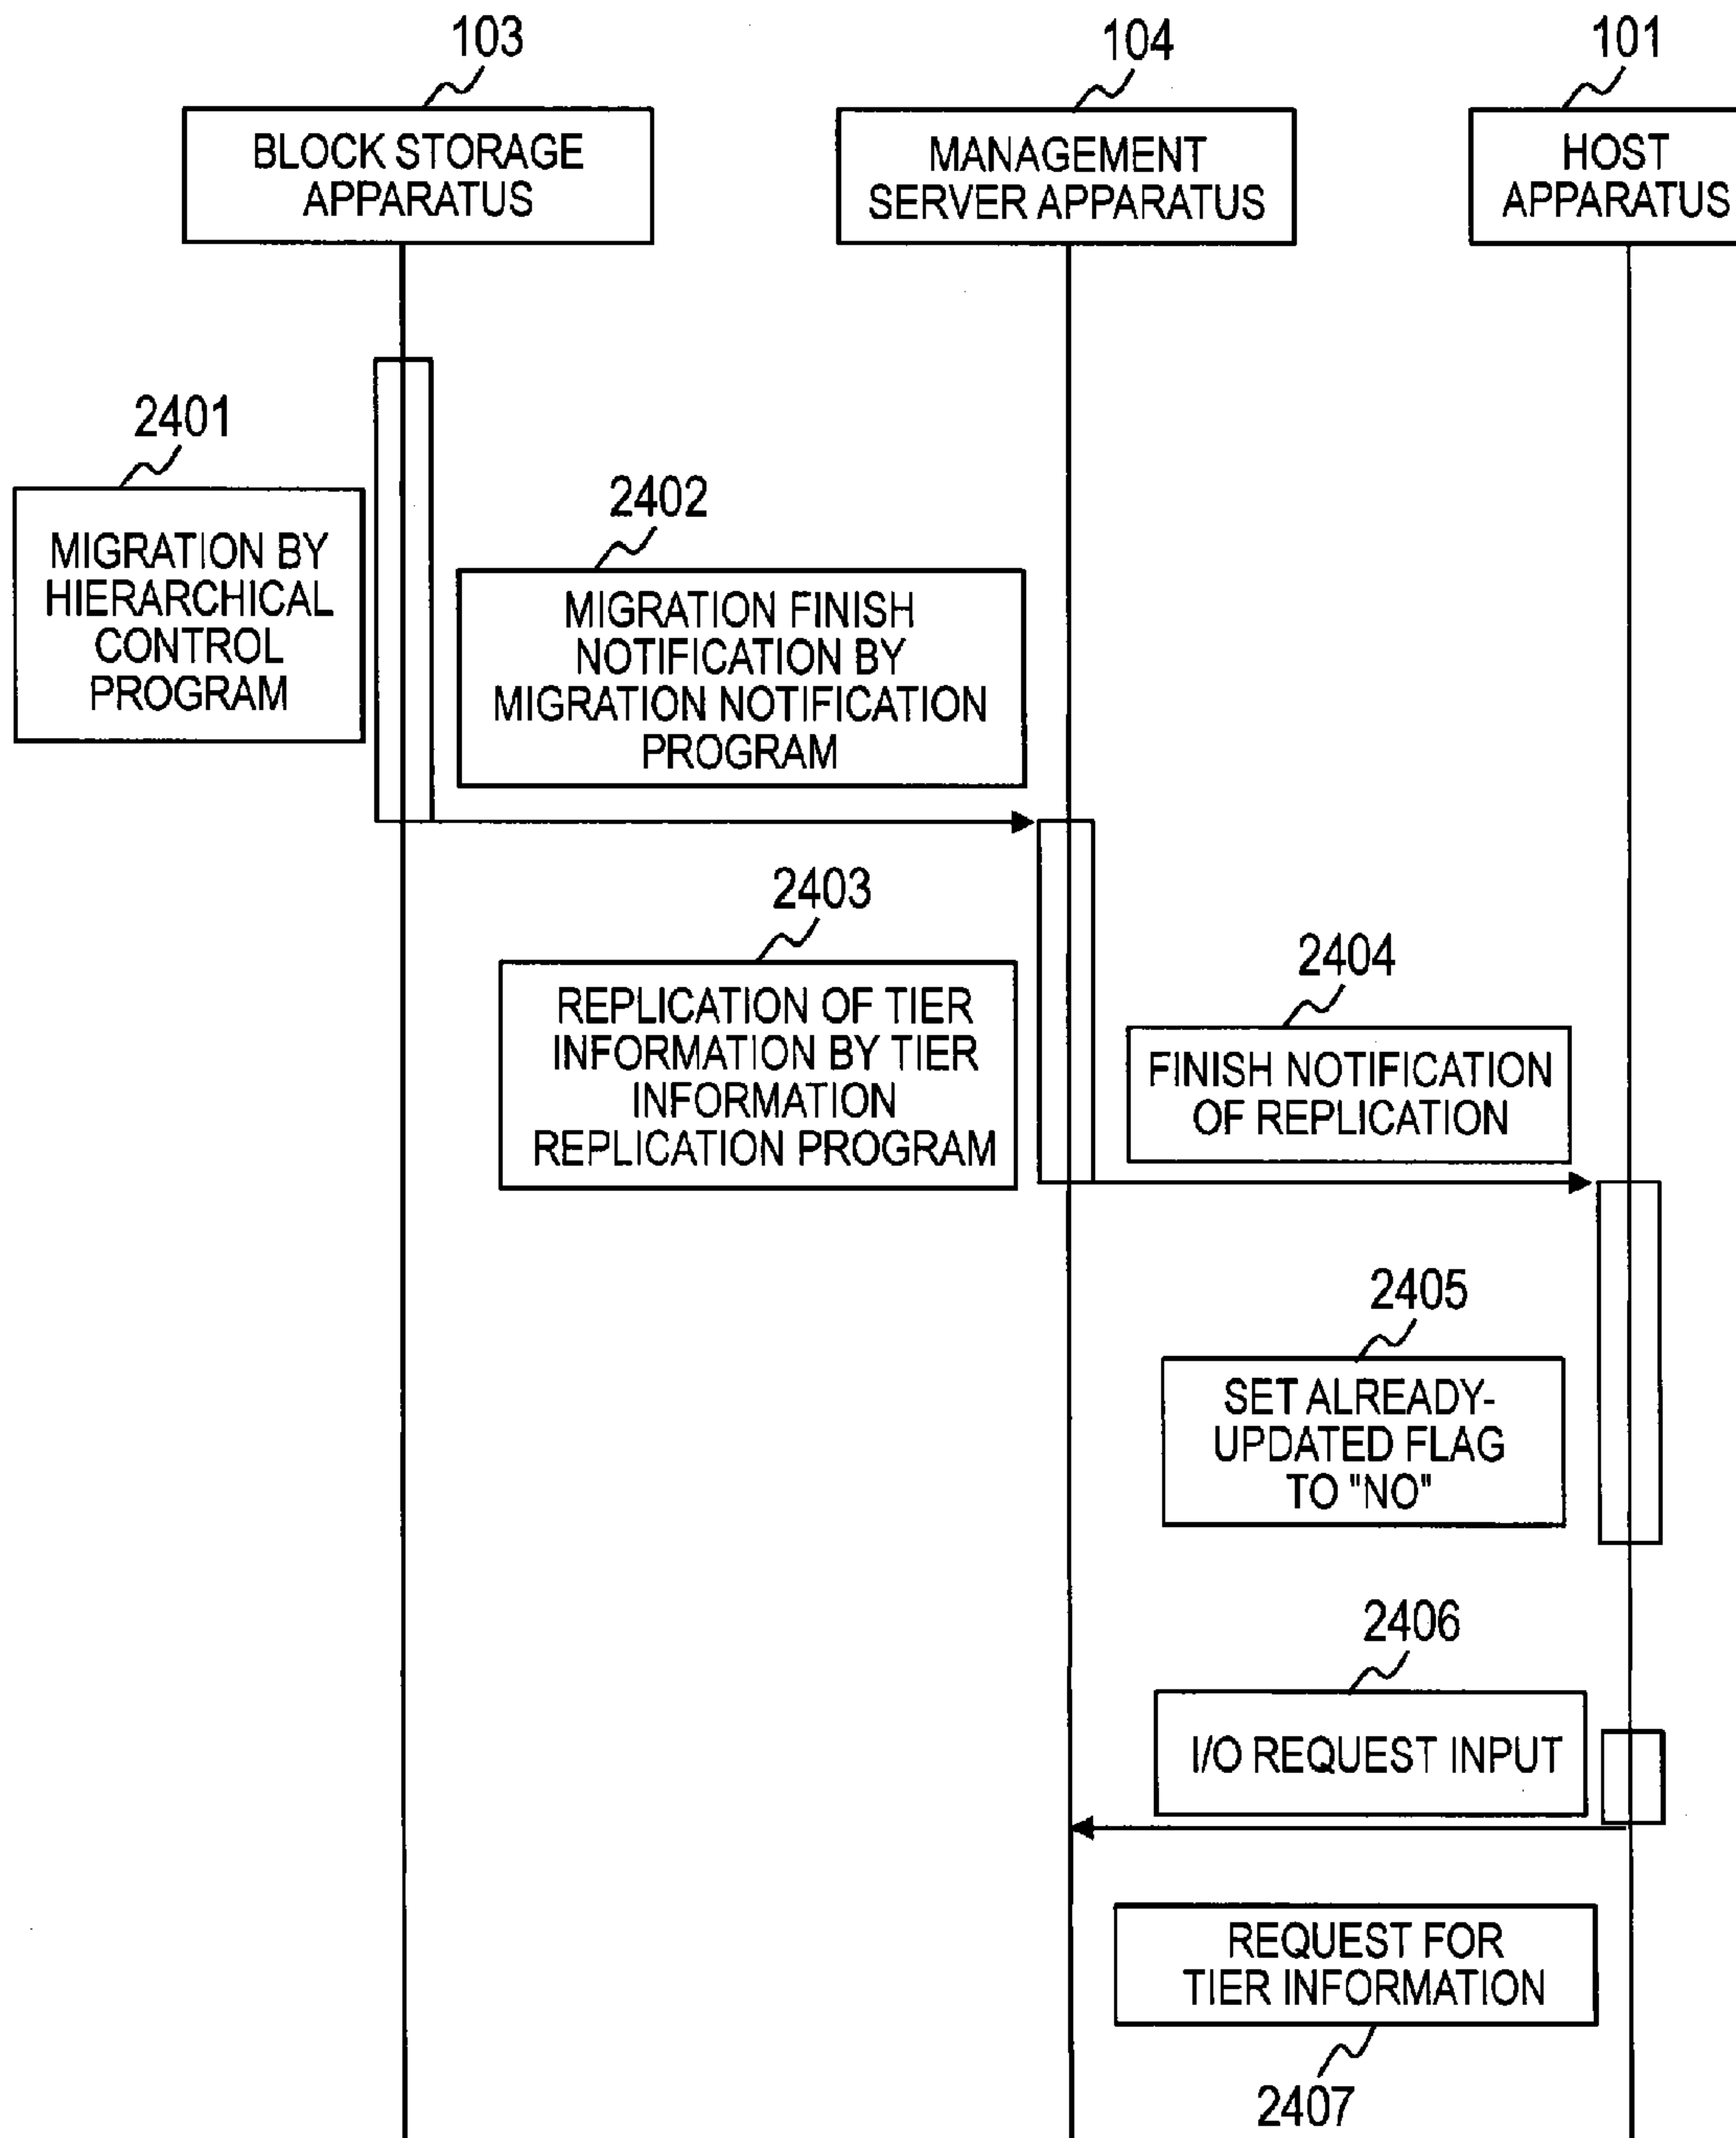 103
104
101
BLOCK STORAGE
APPARATUS
MANAGEMENT
SERVER APPARATUS
HOST
APPARATUS
2401
MIGRATION BY
HIERARCHICAL
CONTROL
PROGRAM
2402
MIGRATION FINISH
NOTIFICATION BY
MIGRATION NOTIFICATION
PROGRAM
2403
REPLICATION OF TIER
INFORMATION BY TIER
INFORMATION
REPLICATION PROGRAM
2404
FINISH NOTIFICATION
OF REPLICATION
2405
SET ALREADY-
UPDATED FLAG
TO "NO"
2406
I/O REQUEST INPUT
REQUEST FOR
TIER INFORMATION
2407